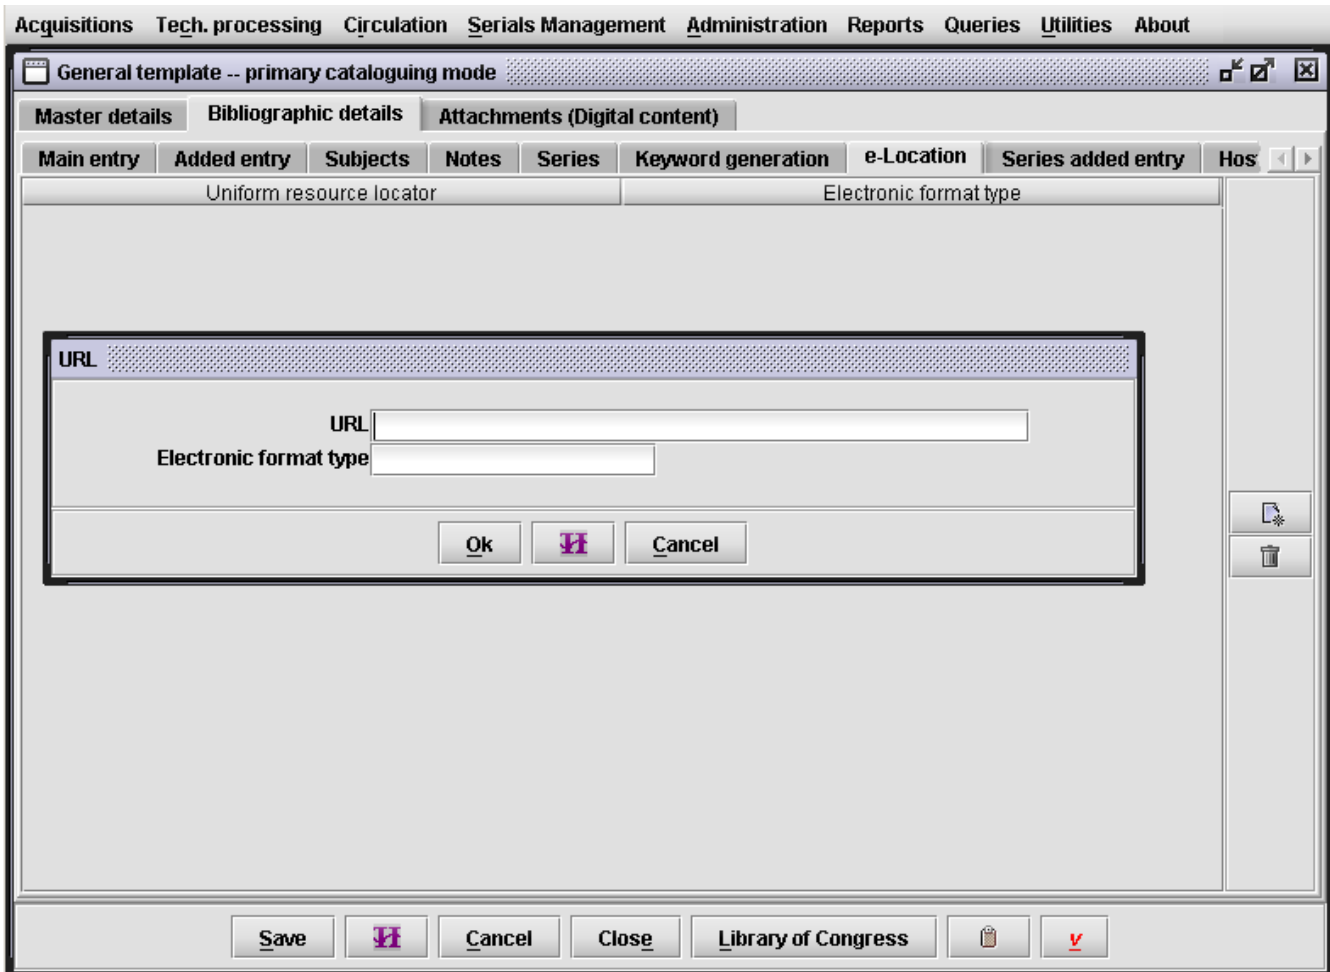 Acquisitions Tech. processing Circulation Serials Management Administration Reports Queries Utilities About
General template -- primary cataloguing mode
Master details Bibliographic details Attachments (Digital content)
Main entry Added entry Subjects Notes Series Keyword generation e-Location Series added entry Hos
Uniform resource locator Electronic format type
URL
URL
Electronic format type
Ok Cancel
Save Cancel Close Library of Congress v